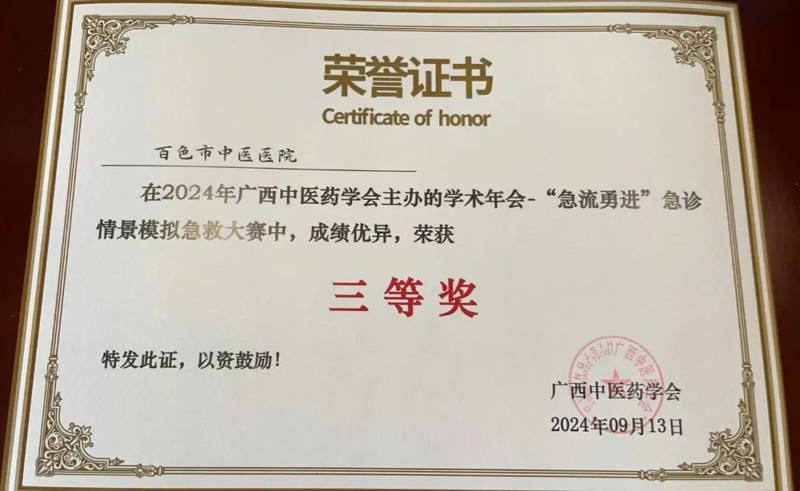 荣誉证书
Certificate of honor
百色市中医医院
在2024年广西中医药学会主办的学术年会-“急流勇进”急诊
情景模拟急救大赛中，成绩优异，荣获
三等奖
特发此证，以资鼓励！
广西中医药学会
2024年09月13日